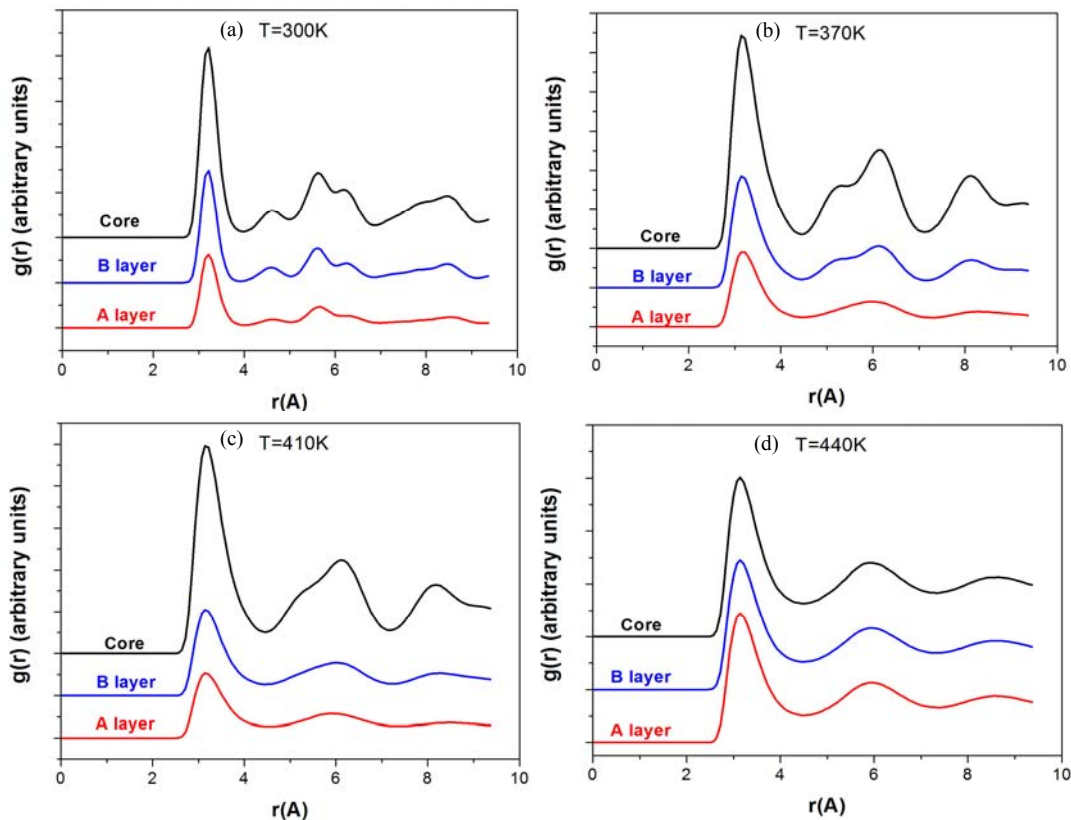 (a) T=300K
g(r) (arbitrary units)
Core
B layer
A layer
0 2 4 6 8 10
r(A)
(b) T=370K
g(r) (arbitrary units)
Core
B layer
A layer
0 2 4 6 8 10
r(A)
(c) T=410K
g(r) (arbitrary units)
Core
B layer
A layer
0 2 4 6 8 10
r(A)
(d) T=440K
g(r) (arbitrary units)
Core
B layer
A layer
0 2 4 6 8 10
r(A)